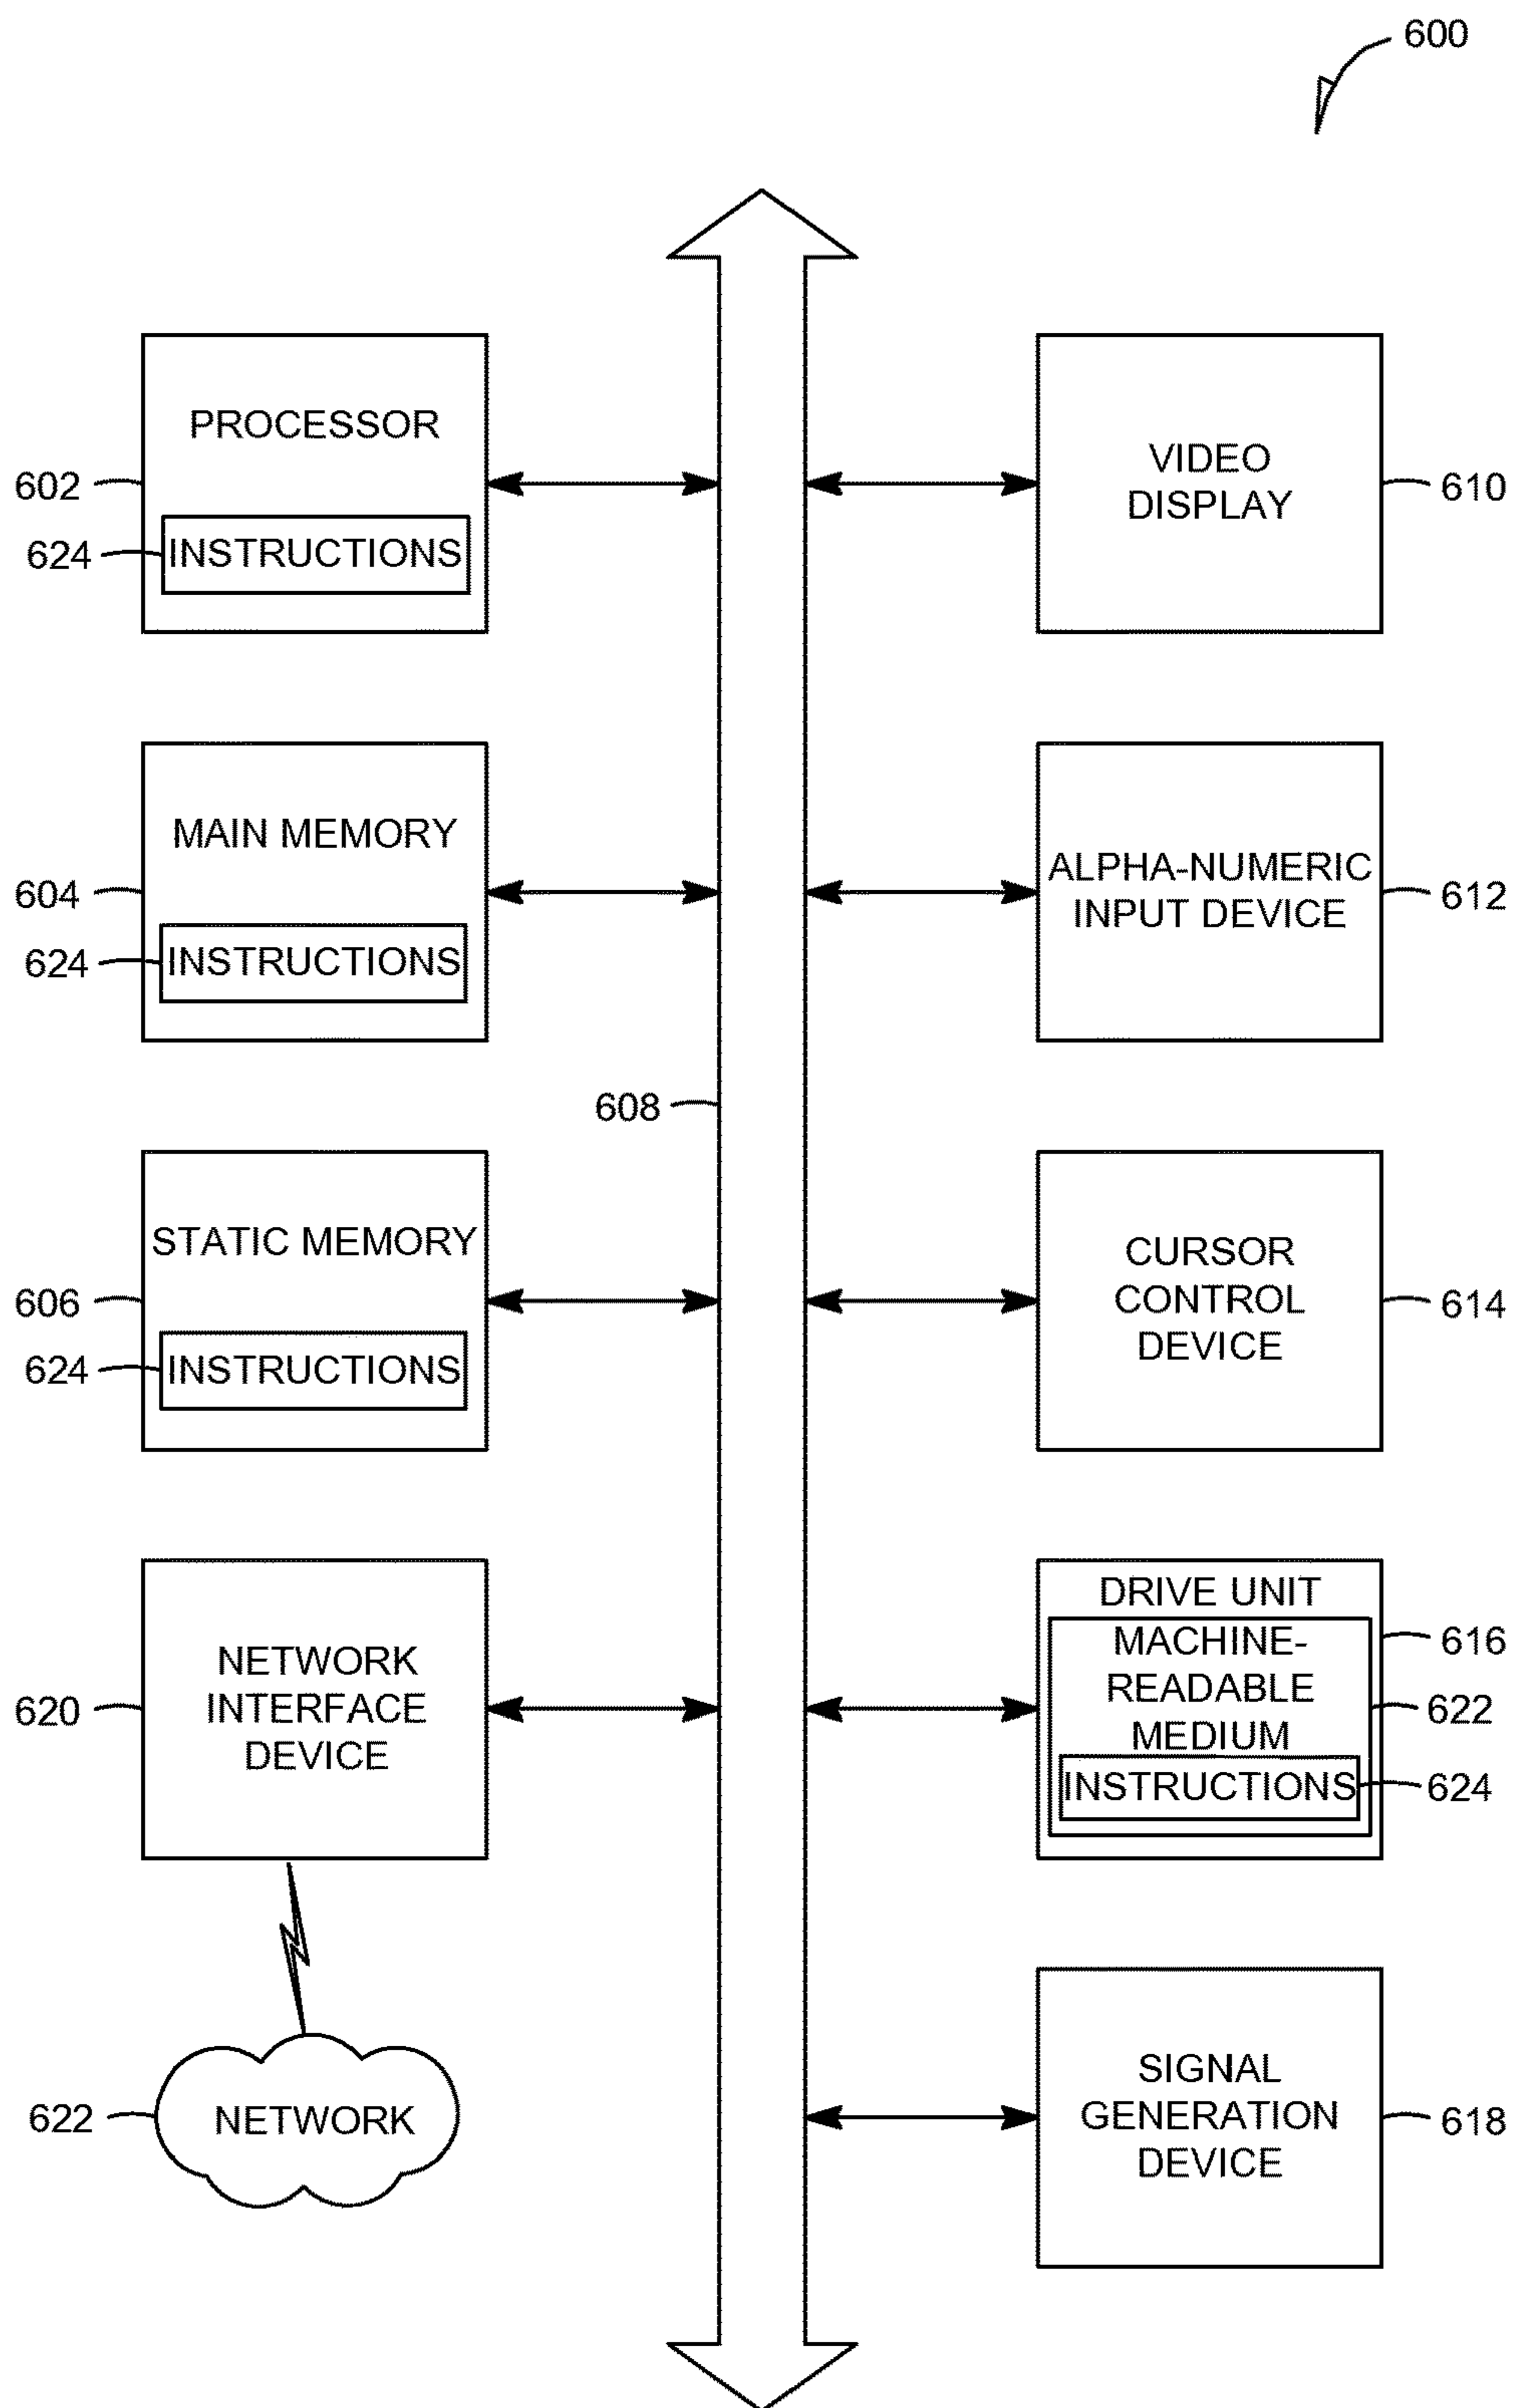 600
PROCESSOR
602
624
INSTRUCTIONS
VIDEO
DISPLAY
610
MAIN MEMORY
604
624
INSTRUCTIONS
ALPHA-NUMERIC
INPUT DEVICE
612
608
STATIC MEMORY
606
624
INSTRUCTIONS
CURSOR
CONTROL
DEVICE
614
NETWORK
INTERFACE
DEVICE
620
DRIVE UNIT
616
MACHINE-
READABLE
MEDIUM
622
INSTRUCTIONS
624
622
NETWORK
SIGNAL
GENERATION
DEVICE
618